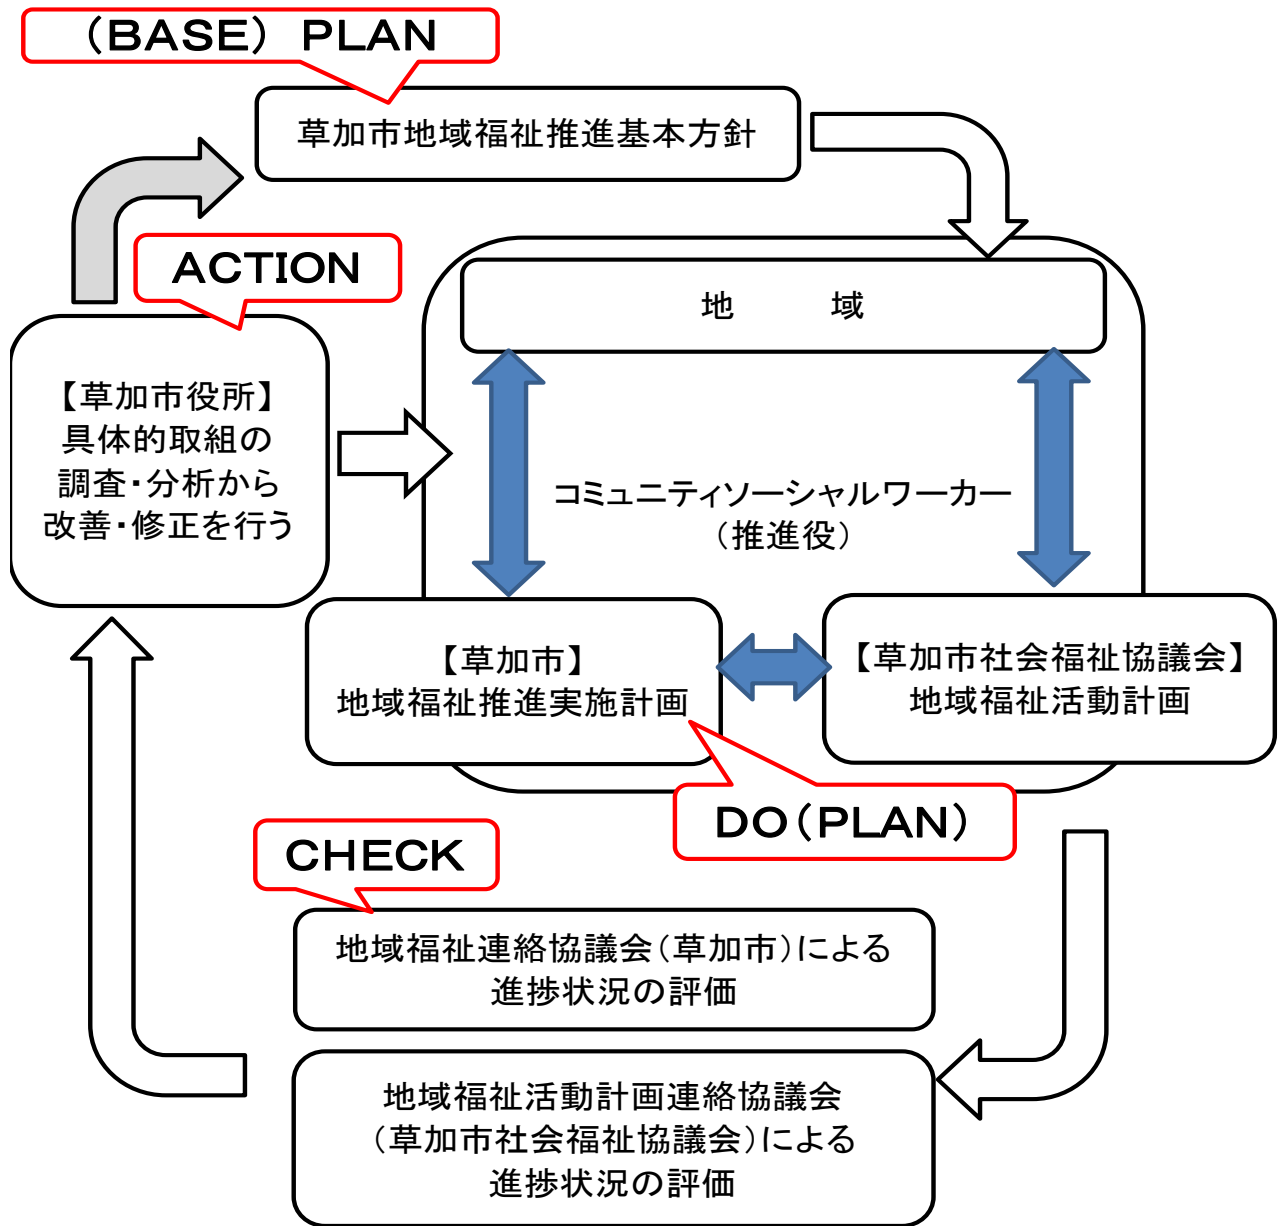 （BASE） PLAN
草加市地域福祉推進基本方針
ACTION
地　　　域
【草加市役所】
具体的取組の
調査・分析から
改善・修正を行う
コミュニティソーシャルワーカー
（推進役）
【草加市】
地域福祉推進実施計画
【草加市社会福祉協議会】
地域福祉活動計画
DO（PLAN）
CHECK
地域福祉連絡協議会（草加市）による
進捗状況の評価
地域福祉活動計画連絡協議会
（草加市社会福祉協議会）による
進捗状況の評価